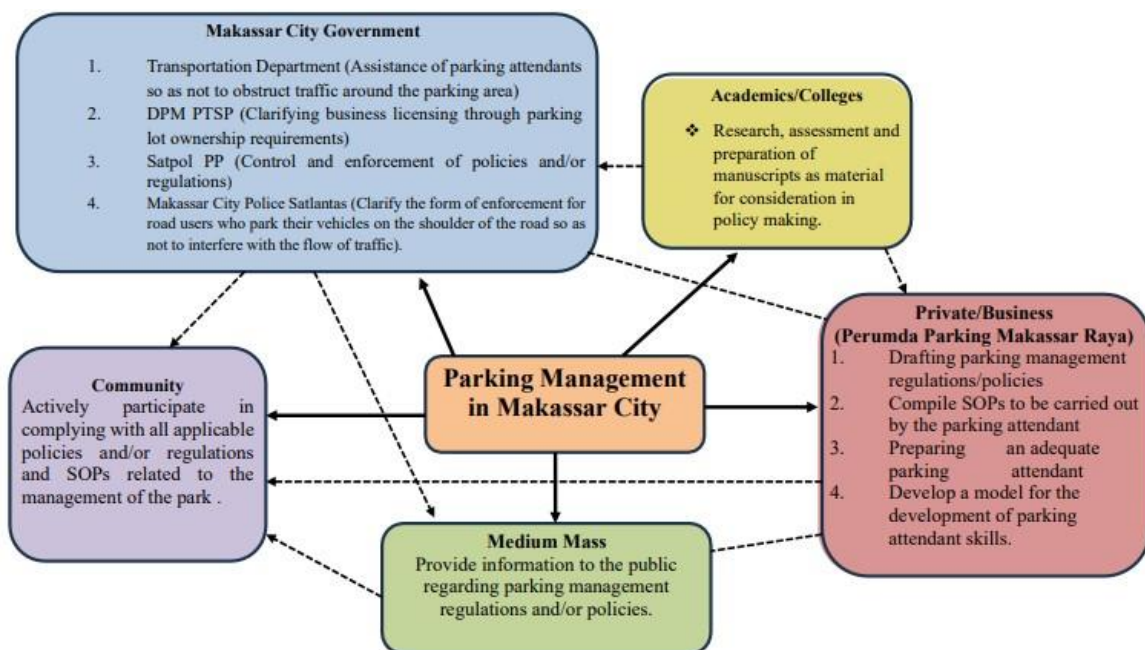 Makassar City Government
1. Transportation Department (Assistance of parking attendants
so as not to obstruct traffic around the parking area)
2. DPM PTSP (Clarifying business licensing through parking
lot ownership requirements)
3. Satpol PP (Control and enforcement of policies and/or
regulations)
4. Makassar City Police Satlantas (Clarify the form of enforcement for
road users who park their vehicles on the shoulder of the road so as
not to interfere with the flow of traffic).
Academics/Colleges
❖ Research, assessment and
preparation of
manuscripts as material
for consideration in
policy making.
Community
Actively participate in
complying with all applicable
policies and/or regulations
and SOPs related to the
management of the park .
Parking Management
in Makassar City
Private/Business
(Perumda Parking Makassar Raya)
1. Drafting parking management
regulations/policies
2. Compile SOPs to be carried out
by the parking attendant
3. Preparing an adequate
parking attendant
4. Develop a model for the
development of parking
attendant skills.
Medium Mass
Provide information to the public
regarding parking management
regulations and/or policies.